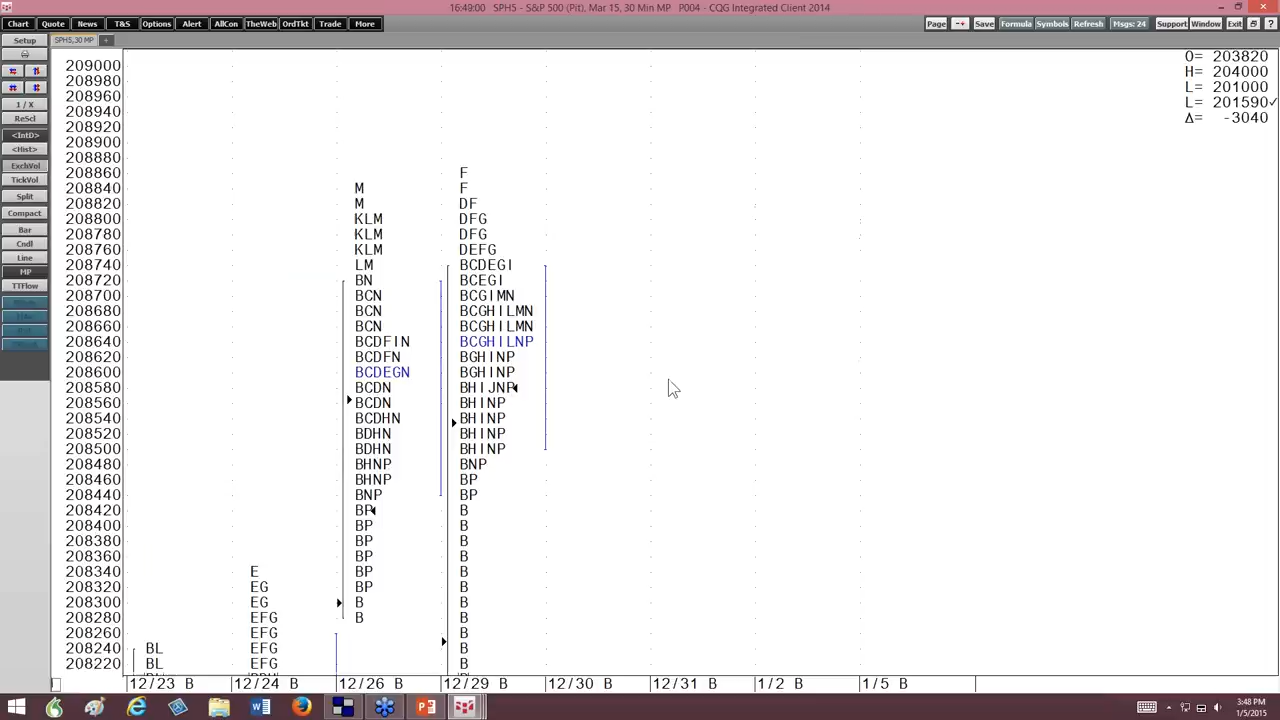 16:49:00 SPH5 - S&P 500 (Pit), Mar 15, 30 Min MP P004 - CQG Integrated Client 2014
Chart Quote News T&S Options Alert AllCon TheWeb OrdTkt Trade More Page Save Formula Symbols Refresh Msgs: 24 Support Window Exit
Setup
SPH5,30 MP +
1 / X
ReScl
<IntD>
<Hist>
ExchVol
TickVol
Split
Compact
Bar
Cndl
Line
MP
TTFlow
O= 203820
H= 204000
L= 201000
L= 201590✓
Δ= -3040
209000
208980
208960
208940
208920
208900
208880
208860 F
208840 M F
208820 M DF
208800 KLM DFG
208780 KLM DFG
208760 KLM DEFG
208740 LM BCDEGI
208720 BN BCEGI
208700 BCN BCGIMN
208680 BCN BCGHILMN
208660 BCN BCGHILMN
208640 BCDFIN BCGHILNP
208620 BCDFN BGHINP
208600 BCDEGN BGHINP
208580 BCDN BHIJNP
208560 BCDN BHINP
208540 BCDHN BHINP
208520 BDHN BHINP
208500 BDHN BHINP
208480 BHNP BNP
208460 BHNP BP
208440 BNP BP
208420 BP B
208400 BP B
208380 BP B
208360 BP B
208340 E BP B
208320 EG BP B
208300 EG B B
208280 EFG B B
208260 EFG B
208240 BL EFG B
208220 BL EFG B
12/23 B 12/24 B 12/26 B 12/29 B 12/30 B 12/31 B 1/2 B 1/5 B
3:48 PM
1/5/2015